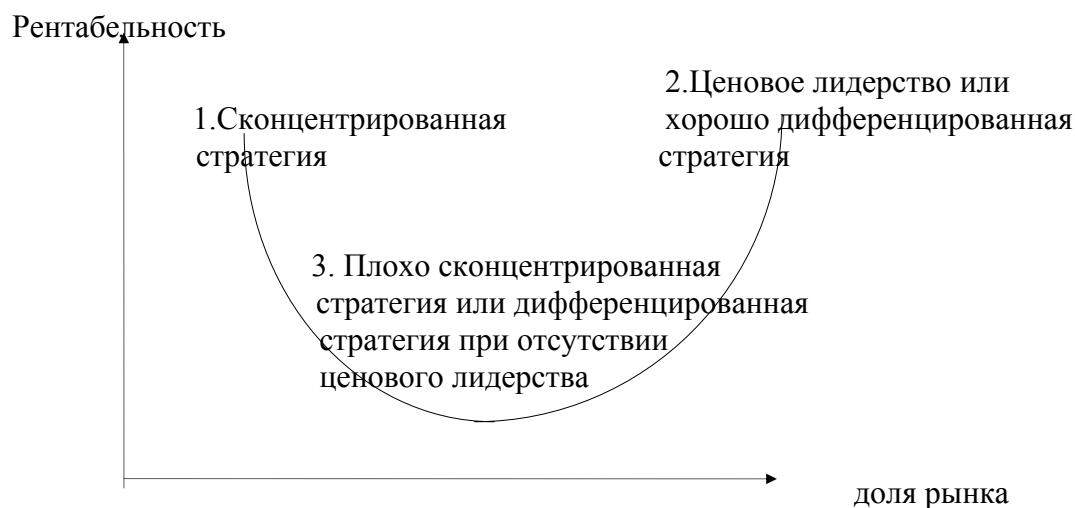 Рентабельность
1.Сконцентрированная
стратегия
2.Ценовое лидерство или
хорошо дифференцированная
стратегия
3. Плохо сконцентрированная
стратегия или дифференцированная
стратегия при отсутствии
ценового лидерства
доля рынка